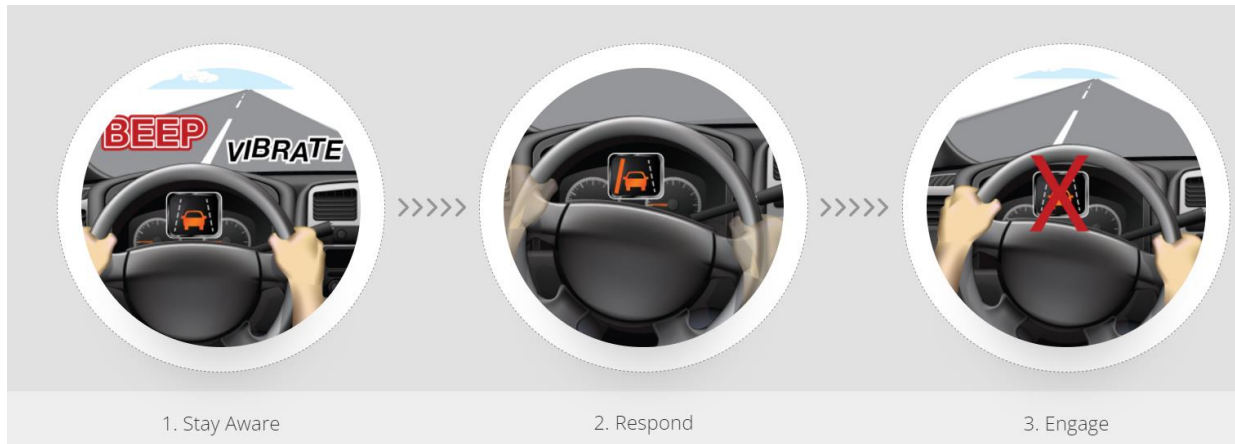 BEEP
VIBRATE
1. Stay Aware
2. Respond
3. Engage